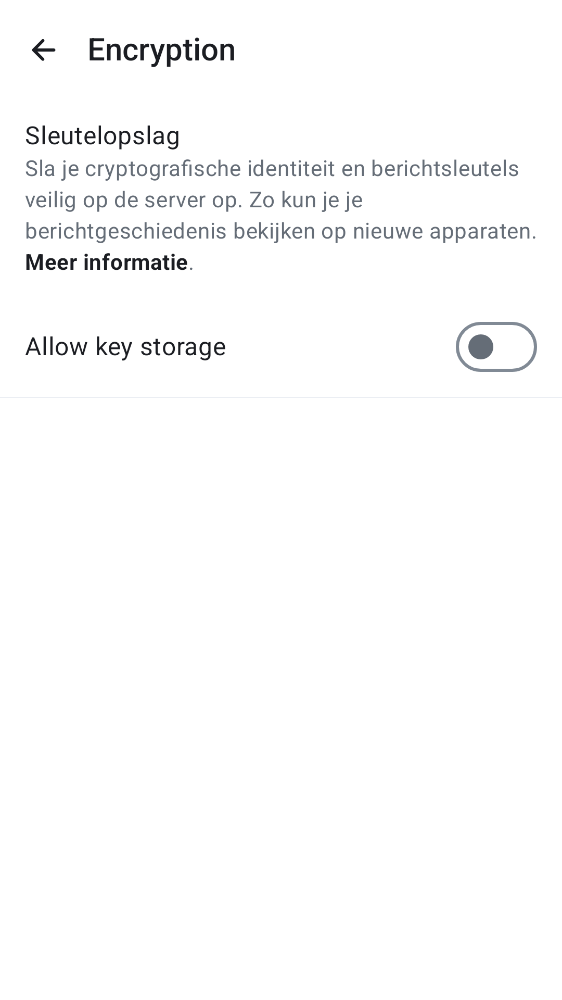 Encryption
Sleutelopslag
Sla je cryptografische identiteit en berichtsleutels
veilig op de server op. Zo kun je je
berichtgeschiedenis bekijken op nieuwe apparaten.
Meer informatie.
Allow key storage